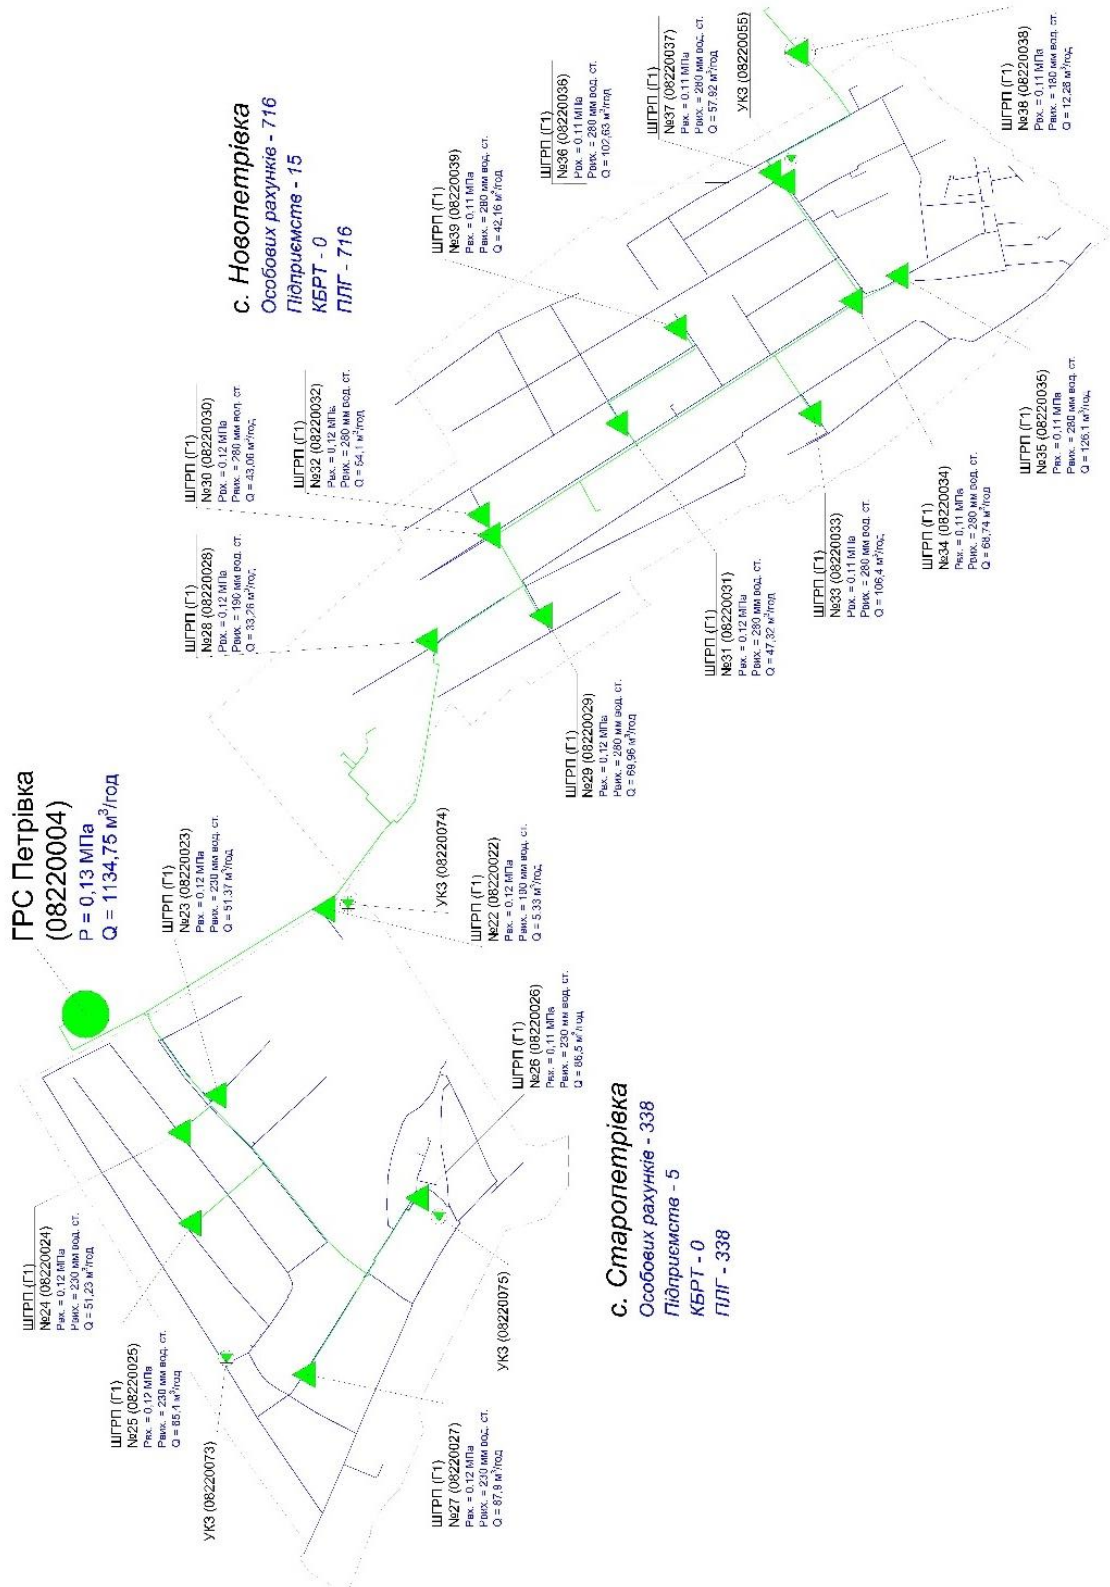 ГРС Петрівка
(08220004)
P = 0,13 МПа
Q = 1134,75 м³/год
с. Новопетрівка
Особових рахунків - 716
Підприємств - 15
КБРТ - 0
ПЛГ - 716
с. Старопетрівка
Особових рахунків - 338
Підприємств - 5
КБРТ - 0
ПЛГ - 338
ШГРП (Г1)
№24 (08220024)
Рвх. = 0,12 МПа
Рвих. = 230 мм вод. ст.
Q = 51,23 м³/год
ШГРП (Г1)
№25 (08220025)
Рвх. = 0,12 МПа
Рвих. = 230 мм вод. ст.
Q = 65,4 м³/год
УКЗ (08220073)
ШГРП (Г1)
№27 (08220027)
Рвх. = 0,12 МПа
Рвих. = 230 мм вод. ст.
Q = 87,9 м³/год
УКЗ (08220075)
ШГРП (Г1)
№26 (08220026)
Рвх. = 0,11 МПа
Рвих. = 230 мм вод. ст.
Q = 86,5 м³/год
ШГРП (Г1)
№23 (08220023)
Рвх. = 0,12 МПа
Рвих. = 230 мм вод. ст.
Q = 51,37 м³/год
ШГРП (Г1)
№22 (08220022)
Рвх. = 0,12 МПа
Рвих. = 190 мм вод. ст.
Q = 5,33 м³/год
УКЗ (08220074)
ШГРП (Г1)
№28 (08220028)
Рвх. = 0,12 МПа
Рвих. = 190 мм вод. ст.
Q = 33,28 м³/год
ШГРП (Г1)
№30 (08220030)
Рвх. = 0,12 МПа
Рвих. = 280 мм вод. ст.
Q = 43,06 м³/год
ШГРП (Г1)
№32 (08220032)
Рвх. = 0,12 МПа
Рвих. = 280 мм вод. ст.
Q = 54,1 м³/год
ШГРП (Г1)
№29 (08220029)
Рвх. = 0,12 МПа
Рвих. = 280 мм вод. ст.
Q = 69,96 м³/год
ШГРП (Г1)
№31 (08220031)
Рвх. = 0,12 МПа
Рвих. = 280 мм вод. ст.
Q = 47,32 м³/год
ШГРП (Г1)
№33 (08220033)
Рвх. = 0,11 МПа
Рвих. = 280 мм вод. ст.
Q = 106,4 м³/год
ШГРП (Г1)
№34 (08220034)
Рвх. = 0,11 МПа
Рвих. = 280 мм вод. ст.
Q = 68,74 м³/год
ШГРП (Г1)
№35 (08220035)
Рвх. = 0,11 МПа
Рвих. = 280 мм вод. ст.
Q = 126,1 м³/год
ШГРП (Г1)
№39 (08220039)
Рвх. = 0,11 МПа
Рвих. = 280 мм вод. ст.
Q = 42,16 м³/год
ШГРП (Г1)
№36 (08220036)
Рвх. = 0,11 МПа
Рвих. = 280 мм вод. ст.
Q = 102,63 м³/год
ШГРП (Г1)
№37 (08220037)
Рвх. = 0,11 МПа
Рвих. = 280 мм вод. ст.
Q = 57,92 м³/год
УКЗ (08220055)
ШГРП (Г1)
№38 (08220038)
Рвх. = 0,11 МПа
Рвих. = 180 мм вод. ст.
Q = 12,28 м³/год